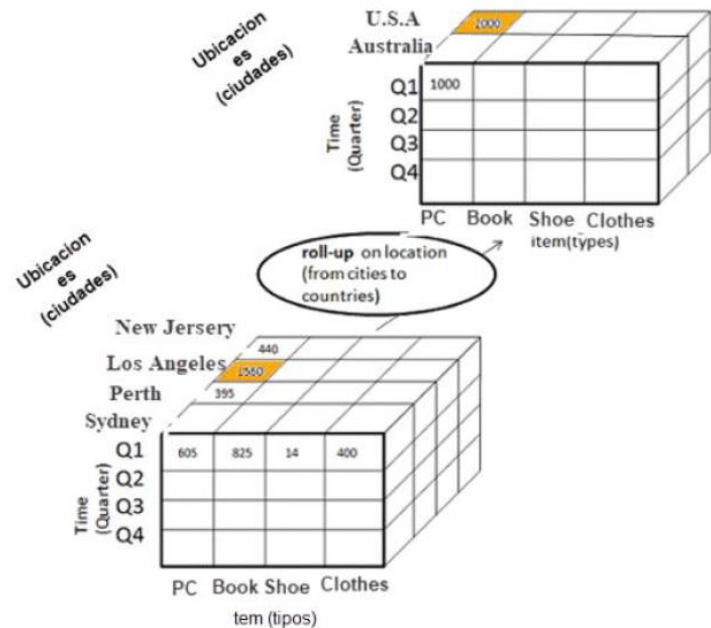 Ubicacion
es
(ciudades)
U.S.A
2000
Australia
Time
(Quarter)
Q1
1000
Q2
Q3
Q4
PC Book Shoe Clothes
item(types)
roll-up on location
(from cities to
countries)
Ubicacion
es
(ciudades)
New Jersery
440
Los Angeles
1560
Perth
395
Sydney
Time
(Quarter)
Q1
605 825 14 400
Q2
Q3
Q4
PC Book Shoe Clothes
tem (tipos)